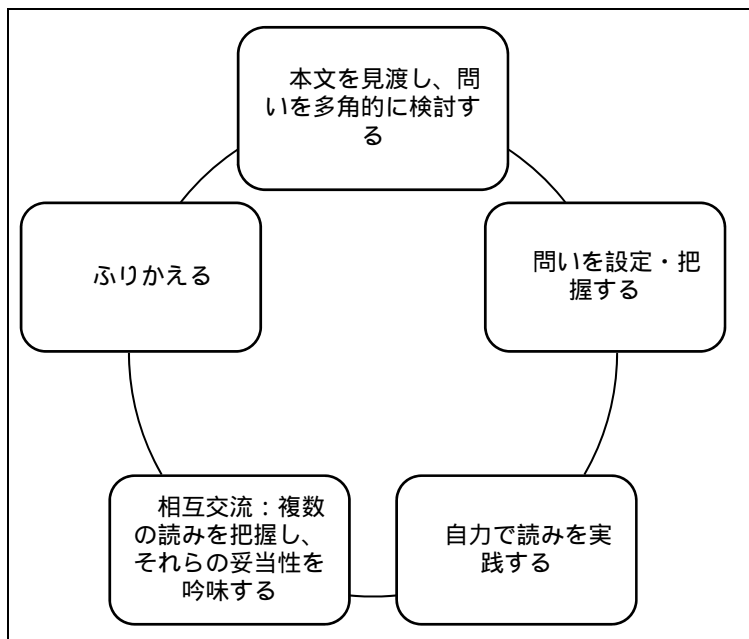 本文を見渡し、問
いを多角的に検討す
る
問いを設定・把
握する
自力で読みを実
践する
相互交流：複数
の読みを把握し、
それらの妥当性を
吟味する
ふりかえる